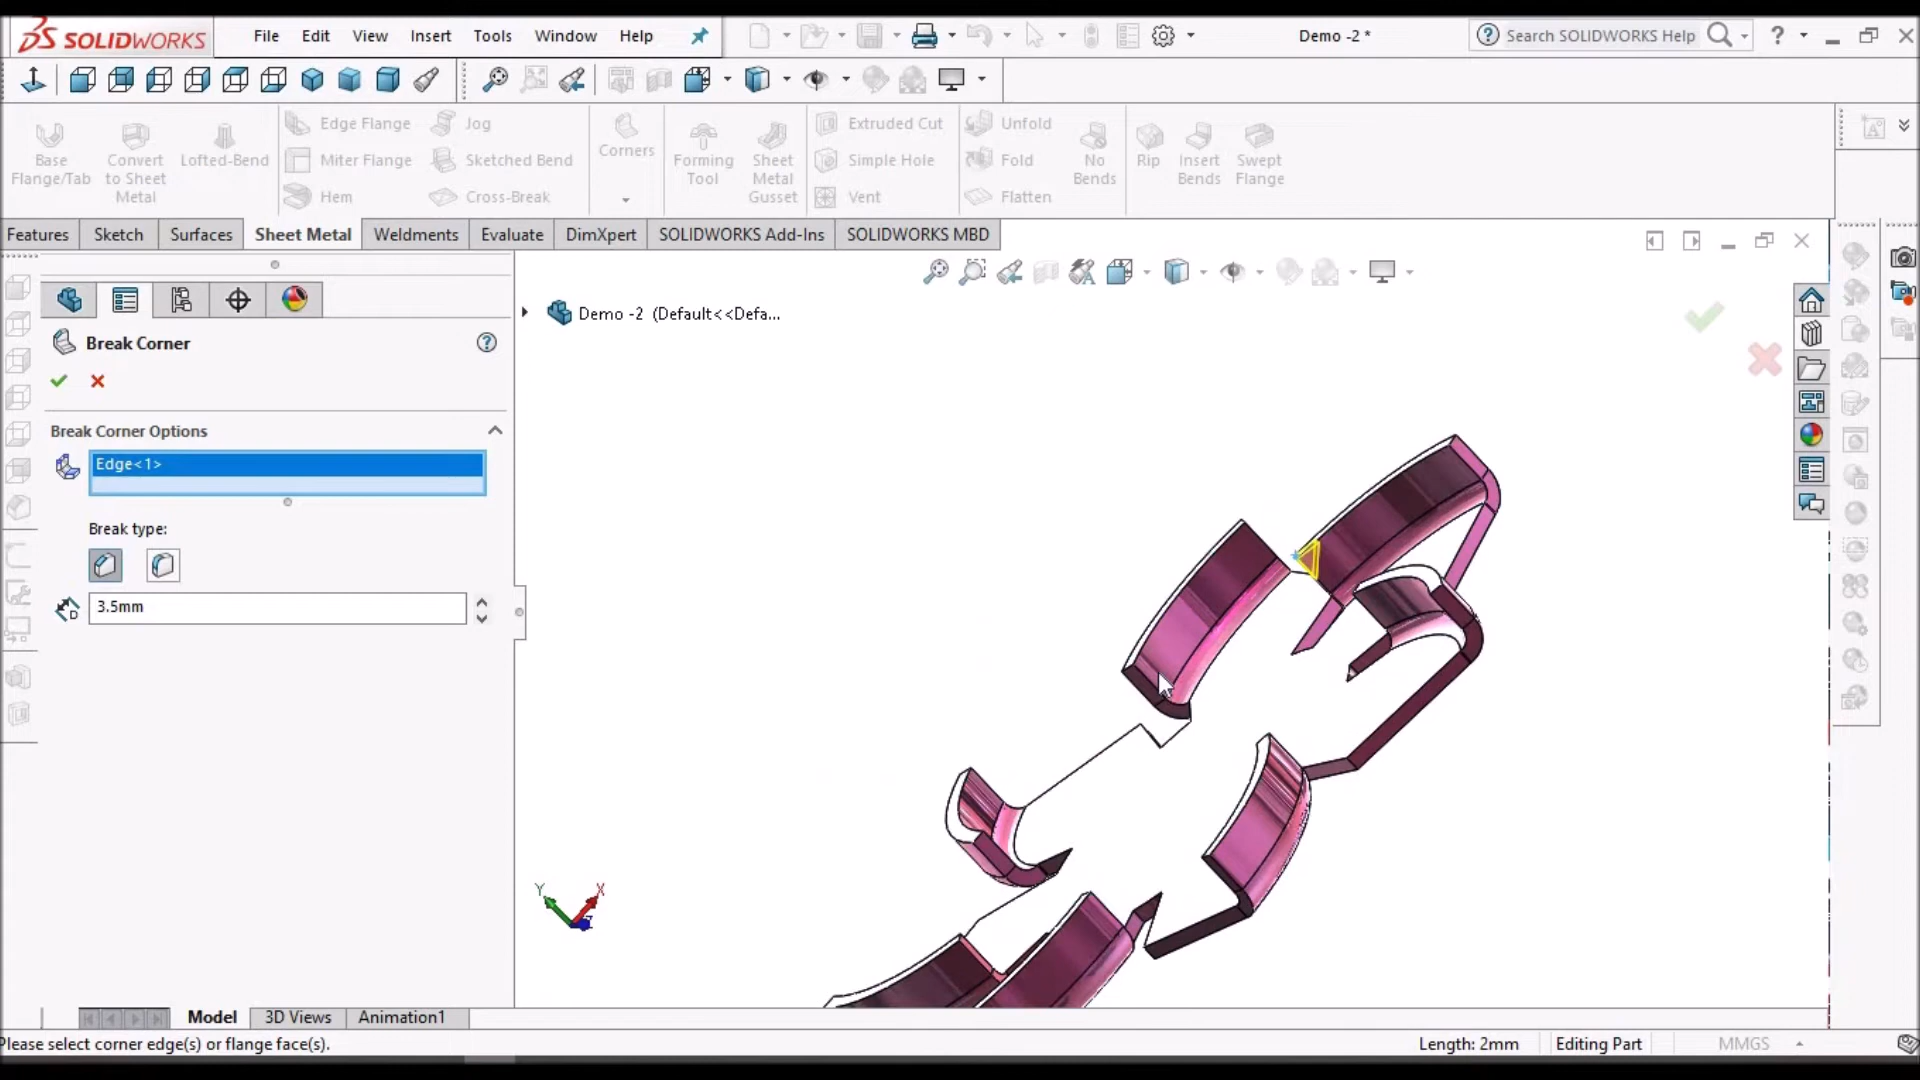 SOLIDWORKS File Edit View Insert Tools Window Help Demo -2 * Search SOLIDWORKS Help ?
Base Flange/Tab
Convert to Sheet Metal
Lofted-Bend
Edge Flange
Miter Flange
Hem
Jog
Sketched Bend
Cross-Break
Corners
Forming Tool
Sheet Metal Gusset
Extruded Cut
Simple Hole
Vent
Unfold
Fold
Flatten
No Bends
Rip
Insert Bends
Swept Flange
Features Sketch Surfaces Sheet Metal Weldments Evaluate DimXpert SOLIDWORKS Add-Ins SOLIDWORKS MBD
Demo -2 (Default<<Defa...
Break Corner
Break Corner Options
Edge<1>
Break type:
3.5mm
Y X Z
Model 3D Views Animation1
Please select corner edge(s) or flange face(s). Length: 2mm Editing Part MMGS